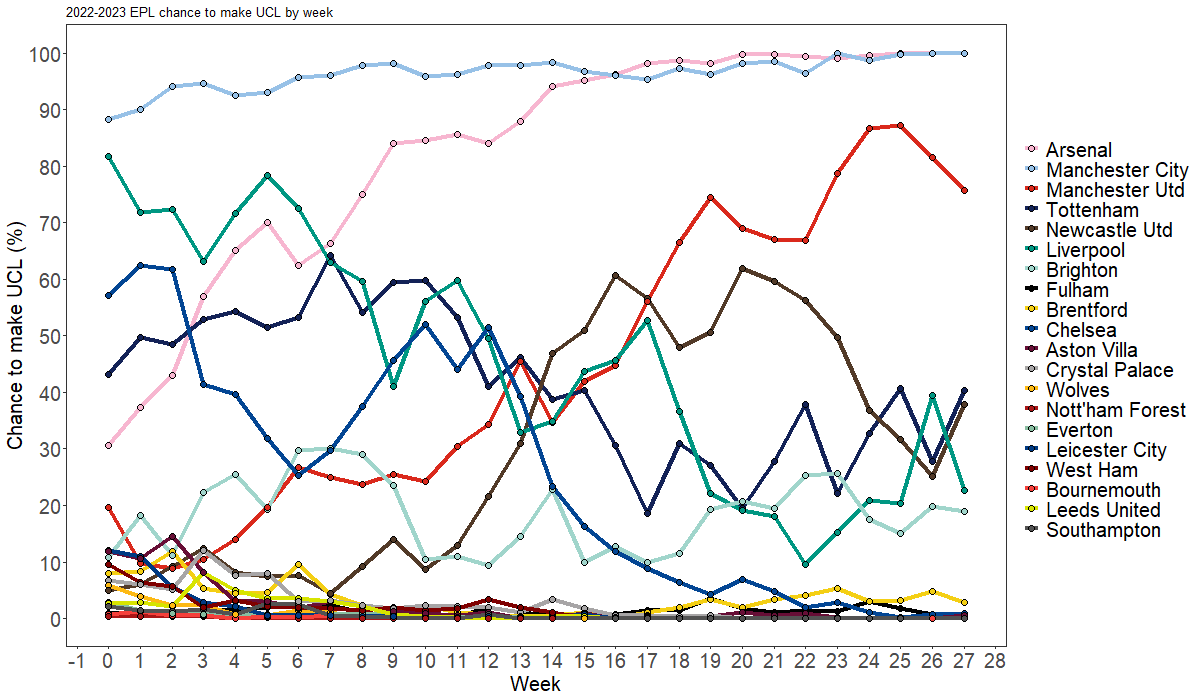 2022-2023 EPL chance to make UCL by week
Chance to make UCL (%)
100
90
80
70
60
50
40
30
20
10
0
-1 0 1 2 3 4 5 6 7 8 9 10 11 12 13 14 15 16 17 18 19 20 21 22 23 24 25 26 27 28
Week
Arsenal
Manchester City
Manchester Utd
Tottenham
Newcastle Utd
Liverpool
Brighton
Fulham
Brentford
Chelsea
Aston Villa
Crystal Palace
Wolves
Nott'ham Forest
Everton
Leicester City
West Ham
Bournemouth
Leeds United
Southampton